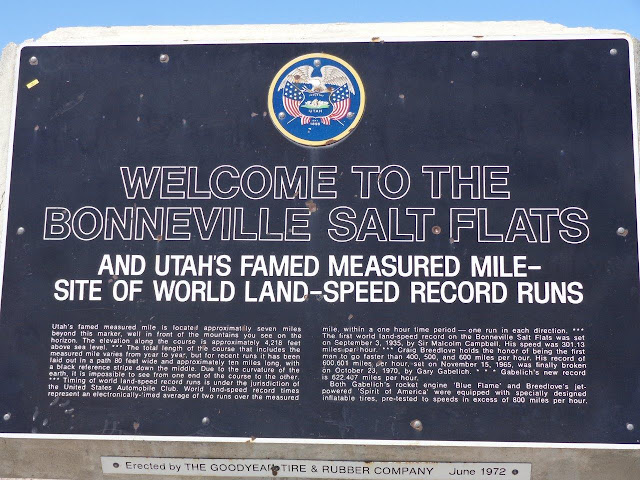 UTAH
WELCOME TO THE
BONNEVILLE SALT FLATS
AND UTAH'S FAMED MEASURED MILE-
SITE OF WORLD LAND-SPEED RECORD RUNS
Utah's famed measured mile is located approximatlly seven miles
beyond this marker, well in front of the mountains you see on the
horizon. The elevation along the course is approximately 4,218 feet
above sea level. *** The total length of the course that includes the
measured mile varies from year to year, but for recent runs it has been
laid out in a path 80 feet wide and approximately ten miles long, with
a black reference stripe down the middle. Due to the curvature of the
earth, it is impossible to see from one end of the course to the other.
*** Timing of world land-speed record runs is under the jurisdiction of
the United States Automobile Club. World land-speed record times
represent an electronically-timed average of two runs over the measured
mile, within a one hour time period — one run in each direction. ***
The first world land-speed record on the Bonneville Salt Flats was set
on September 3, 1935, by Sir Malcolm Campbell. His speed was 301.13
miles per hour. *** Craig Breedlove holds the honor of being the first
man to go faster than 400, 500, and 600 miles per hour. His record of
600.601 miles per hour, set on November 15, 1965, was finally broken
on October 23, 1970, by Gary Gabelich. * * * Gabelich's new record
is 622.407 miles per hour.
Both Gabelich's rocket engine 'Blue Flame' and Breedlove's jet-
powered 'Spirit of America' were equipped with specially designed
inflatable tires, pre-tested to speeds in excess of 800 miles per hour.
Erected by THE GOODYEAR TIRE & RUBBER COMPANY June 1972